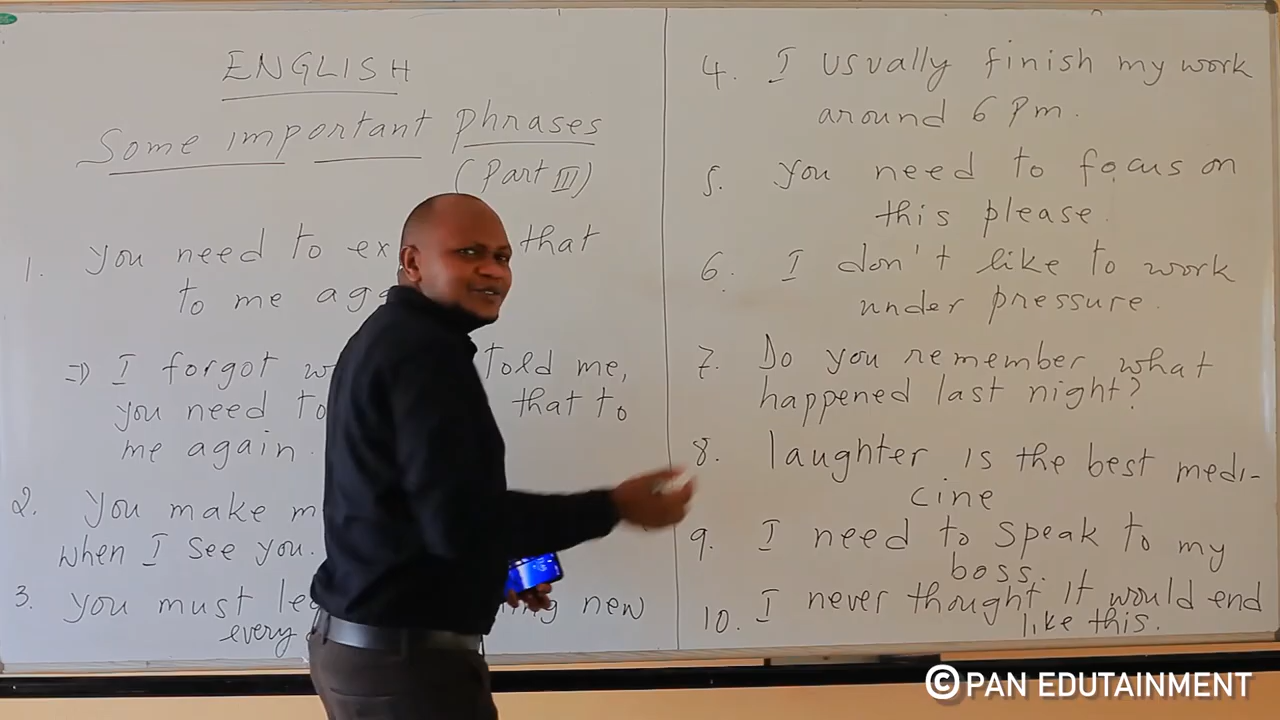 ENGLISH
Some important phrases
(Part III)
1. You need to ex that
to me aga
=> I forgot w told me,
you need to that to
me again.
2. You make m
when I see you.
3. You must le new
every
4. I usually finish my work
around 6 pm.
5. You need to focus on
this please.
6. I don't like to work
under pressure.
7. Do you remember what
happened last night?
8. laughter is the best medi-
cine
9. I need to speak to my
boss.
10. I never thought it would end
like this.
© PAN EDUTAINMENT